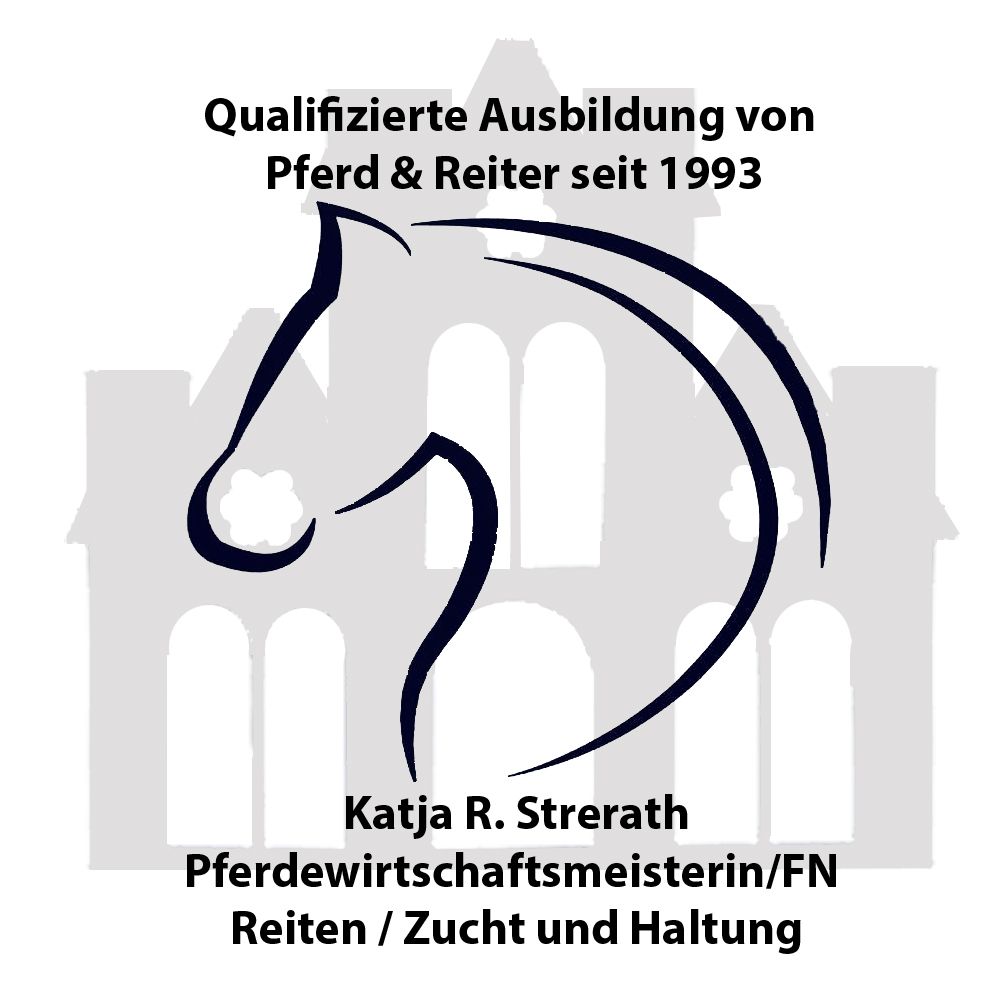 Qualifizierte Ausbildung von
Pferd & Reiter seit 1993
Katja R. Strerath
Pferdewirtschaftsmeisterin/FN
Reiten / Zucht und Haltung